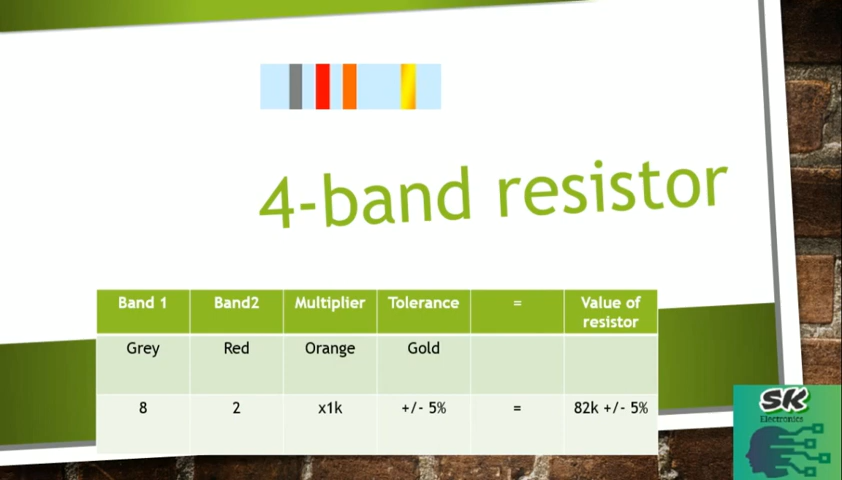 4-band resistor
Band 1 Band2 Multiplier Tolerance = Value of resistor
Grey Red Orange Gold
8 2 x1k +/- 5% = 82k +/- 5%
SK
Electronics